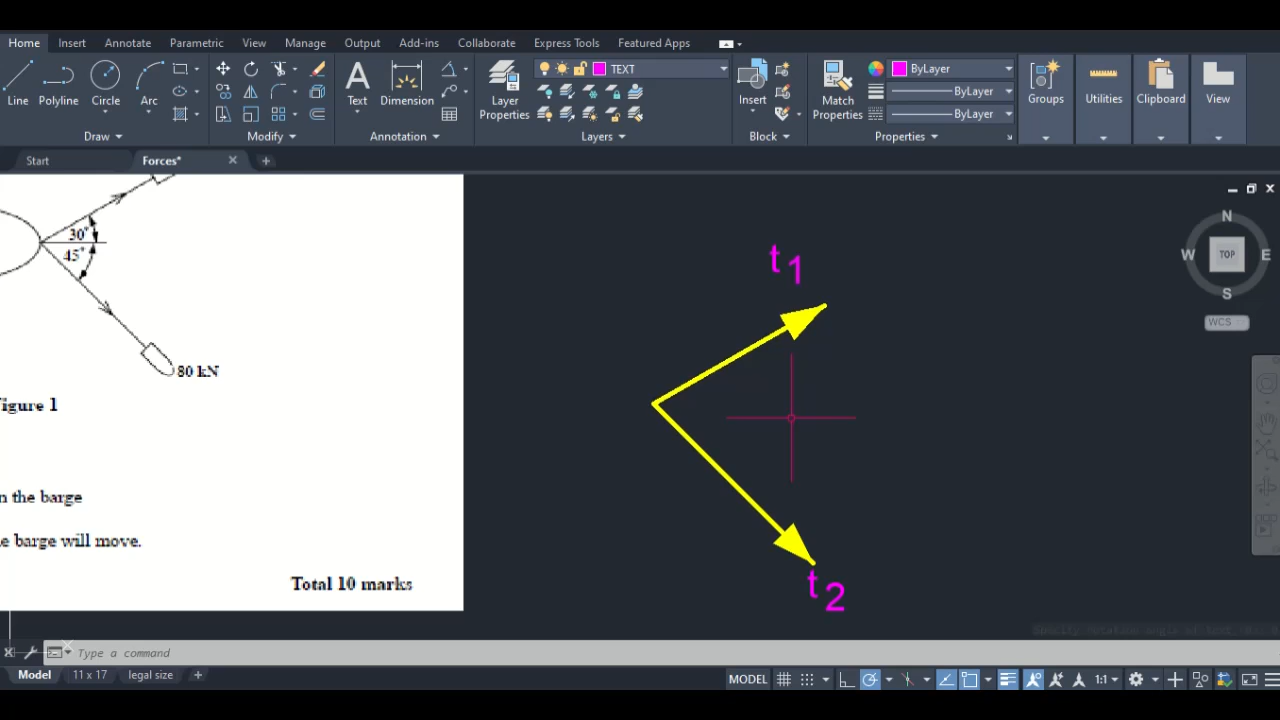 Home Insert Annotate Parametric View Manage Output Add-ins Collaborate Express Tools Featured Apps
TEXT
ByLayer
ByLayer
ByLayer
Line Polyline Circle Arc
Text Dimension
Layer Properties
Insert
Match Properties
Groups Utilities Clipboard View
Draw Modify Annotation Layers Block Properties
Start Forces*
30°
45°
80 kN
igure 1
n the barge
e barge will move.
Total 10 marks
t 1
t 2
N
W TOP E
S
WCS
Type a command
Model 11 x 17 legal size
MODEL 1:1